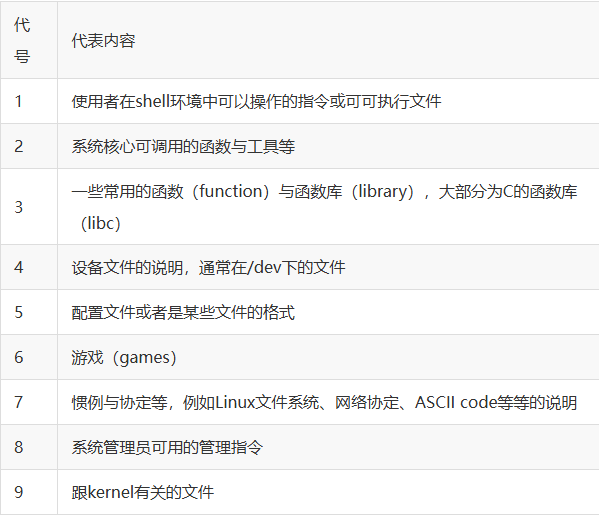 代
号
代表内容
1
使用者在shell环境中可以操作的指令或可可执行文件
2
系统核心可调用的函数与工具等
3
一些常用的函数（function）与函数库（library），大部分为C的函数库
（libc）
4
设备文件的说明，通常在/dev下的文件
5
配置文件或者是某些文件的格式
6
游戏（games）
7
惯例与协定等，例如Linux文件系统、网络协定、ASCII code等等的说明
8
系统管理员可用的管理指令
9
跟kernel有关的文件